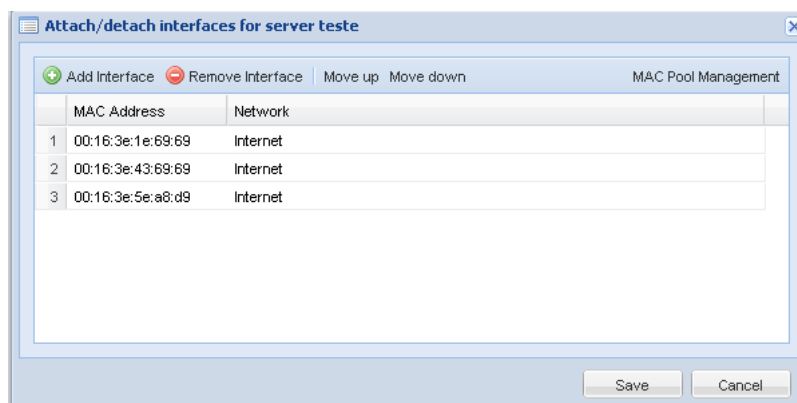 Attach/detach interfaces for server teste
Add Interface Remove Interface Move up Move down MAC Pool Management
MAC Address Network
1 00:16:3e:1e:69:69 Internet
2 00:16:3e:43:69:69 Internet
3 00:16:3e:5e:a8:d9 Internet
Save Cancel